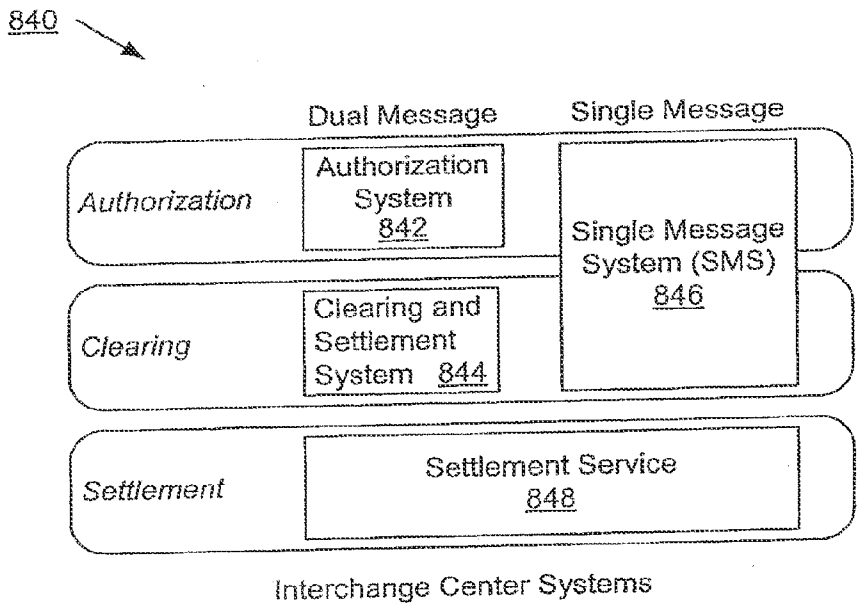 840
Dual Message
Single Message
Authorization
Authorization
System
842
Single Message
System (SMS)
846
Clearing
Clearing and
Settlement
System 844
Settlement
Settlement Service
848
Interchange Center Systems